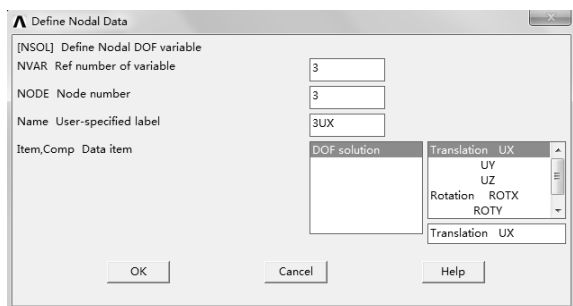 Define Nodal Data
[NSOL] Define Nodal DOF variable
NVAR Ref number of variable
3
NODE Node number
3
Name User-specified label
3UX
Item,Comp Data item
DOF solution
Translation UX
UY
UZ
Rotation ROTX
ROTY
Translation UX
OK
Cancel
Help